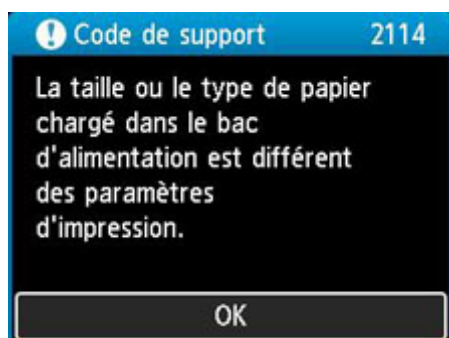 Code de support 2114
La taille ou le type de papier
chargé dans le bac
d'alimentation est différent
des paramètres
d'impression.
OK